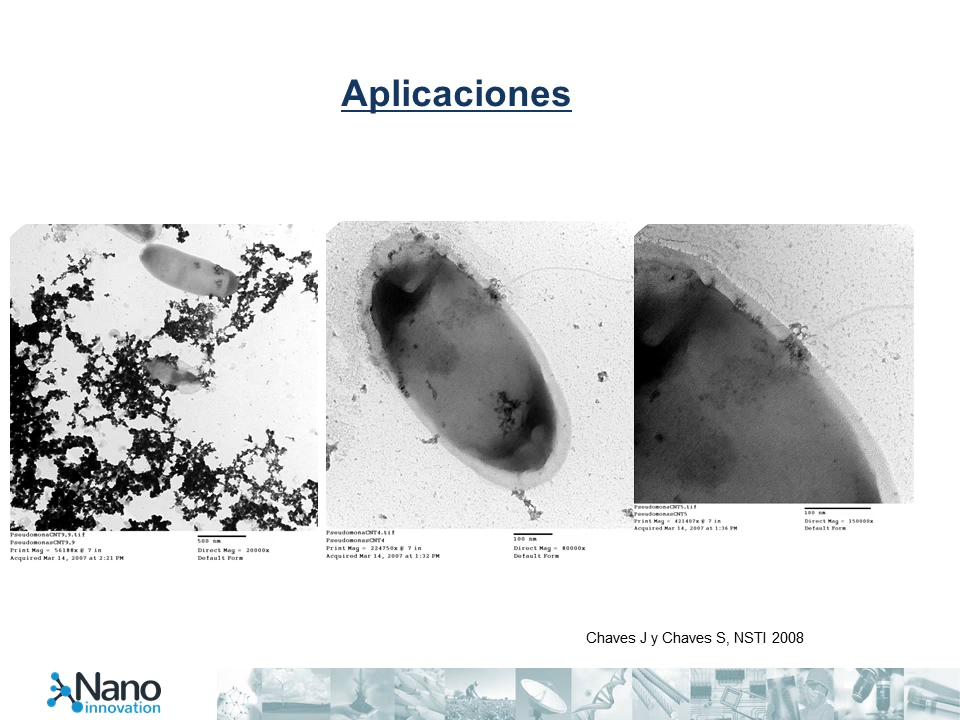 Aplicaciones
PseudomonasCNT9,9.tif
PseudomonasCNT9,9
Print Mag = 56188x @ 7 in
Acquired Mar 14, 2007 at 2:21 PM
500 nm
Direct Mag = 20000x
Default Form
PseudomonasCNT4.tif
PseudomonasCNT4
Print Mag = 224750x @ 7 in
Acquired Mar 14, 2007 at 1:32 PM
100 nm
Direct Mag = 80000x
Default Form
PseudomonasCNT5.tif
PseudomonasCNT5
Print Mag = 421407x @ 7 in
Acquired Mar 14, 2007 at 1:36 PM
100 nm
Direct Mag = 150000x
Default Form
Chaves J y Chaves S, NSTI 2008
Nano
innovation